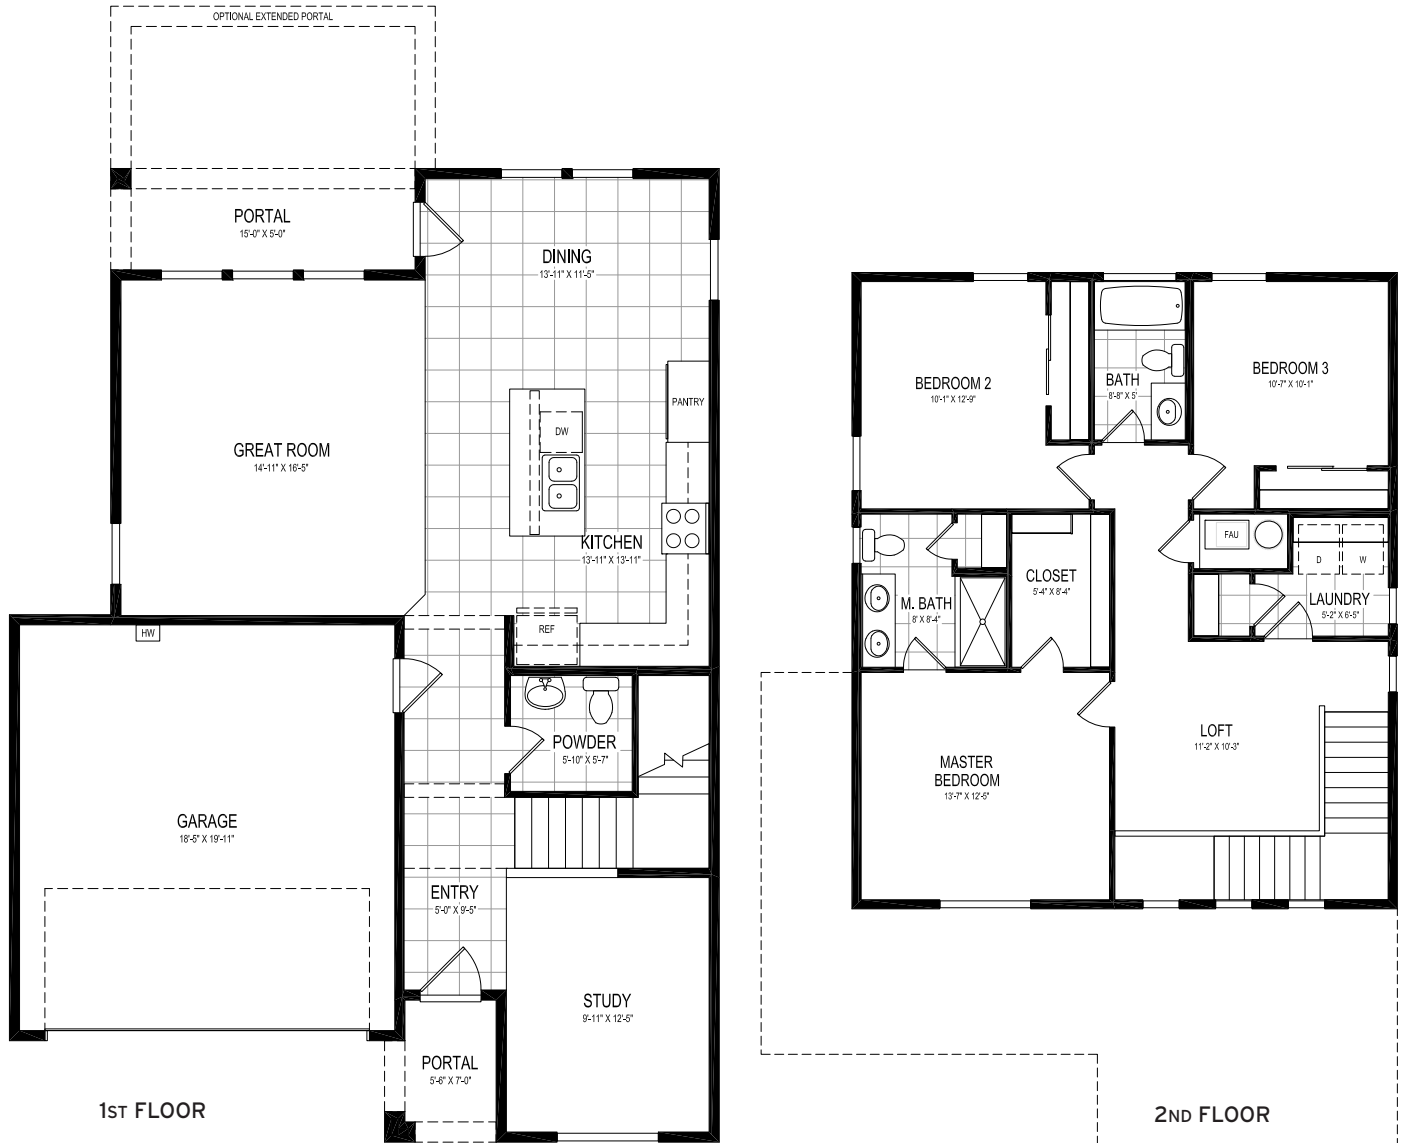 OPTIONAL EXTENDED PORTAL
PORTAL
15'-0" X 5'-0"
DINING
13'-11" X 11'-5"
PANTRY
DW
GREAT ROOM
14'-11" X 16'-5"
KITCHEN
13'-11" X 13'-11"
REF
HW
POWDER
5'-10" X 5'-7"
GARAGE
18'-5" X 19'-11"
ENTRY
5'-0" X 9'-5"
STUDY
9'-11" X 12'-5"
PORTAL
5'-6" X 7'-0"
1ST FLOOR
BEDROOM 2
10'-1" X 12'-9"
BATH
8'-8" X 5'
BEDROOM 3
10'-7" X 10'-1"
FAU
D
W
CLOSET
5'-4" X 8'-4"
M. BATH
8' X 8'-4"
LAUNDRY
5'-2" X 6'-5"
LOFT
11'-2" X 10'-3"
MASTER
BEDROOM
13'-7" X 12'-5"
2ND FLOOR